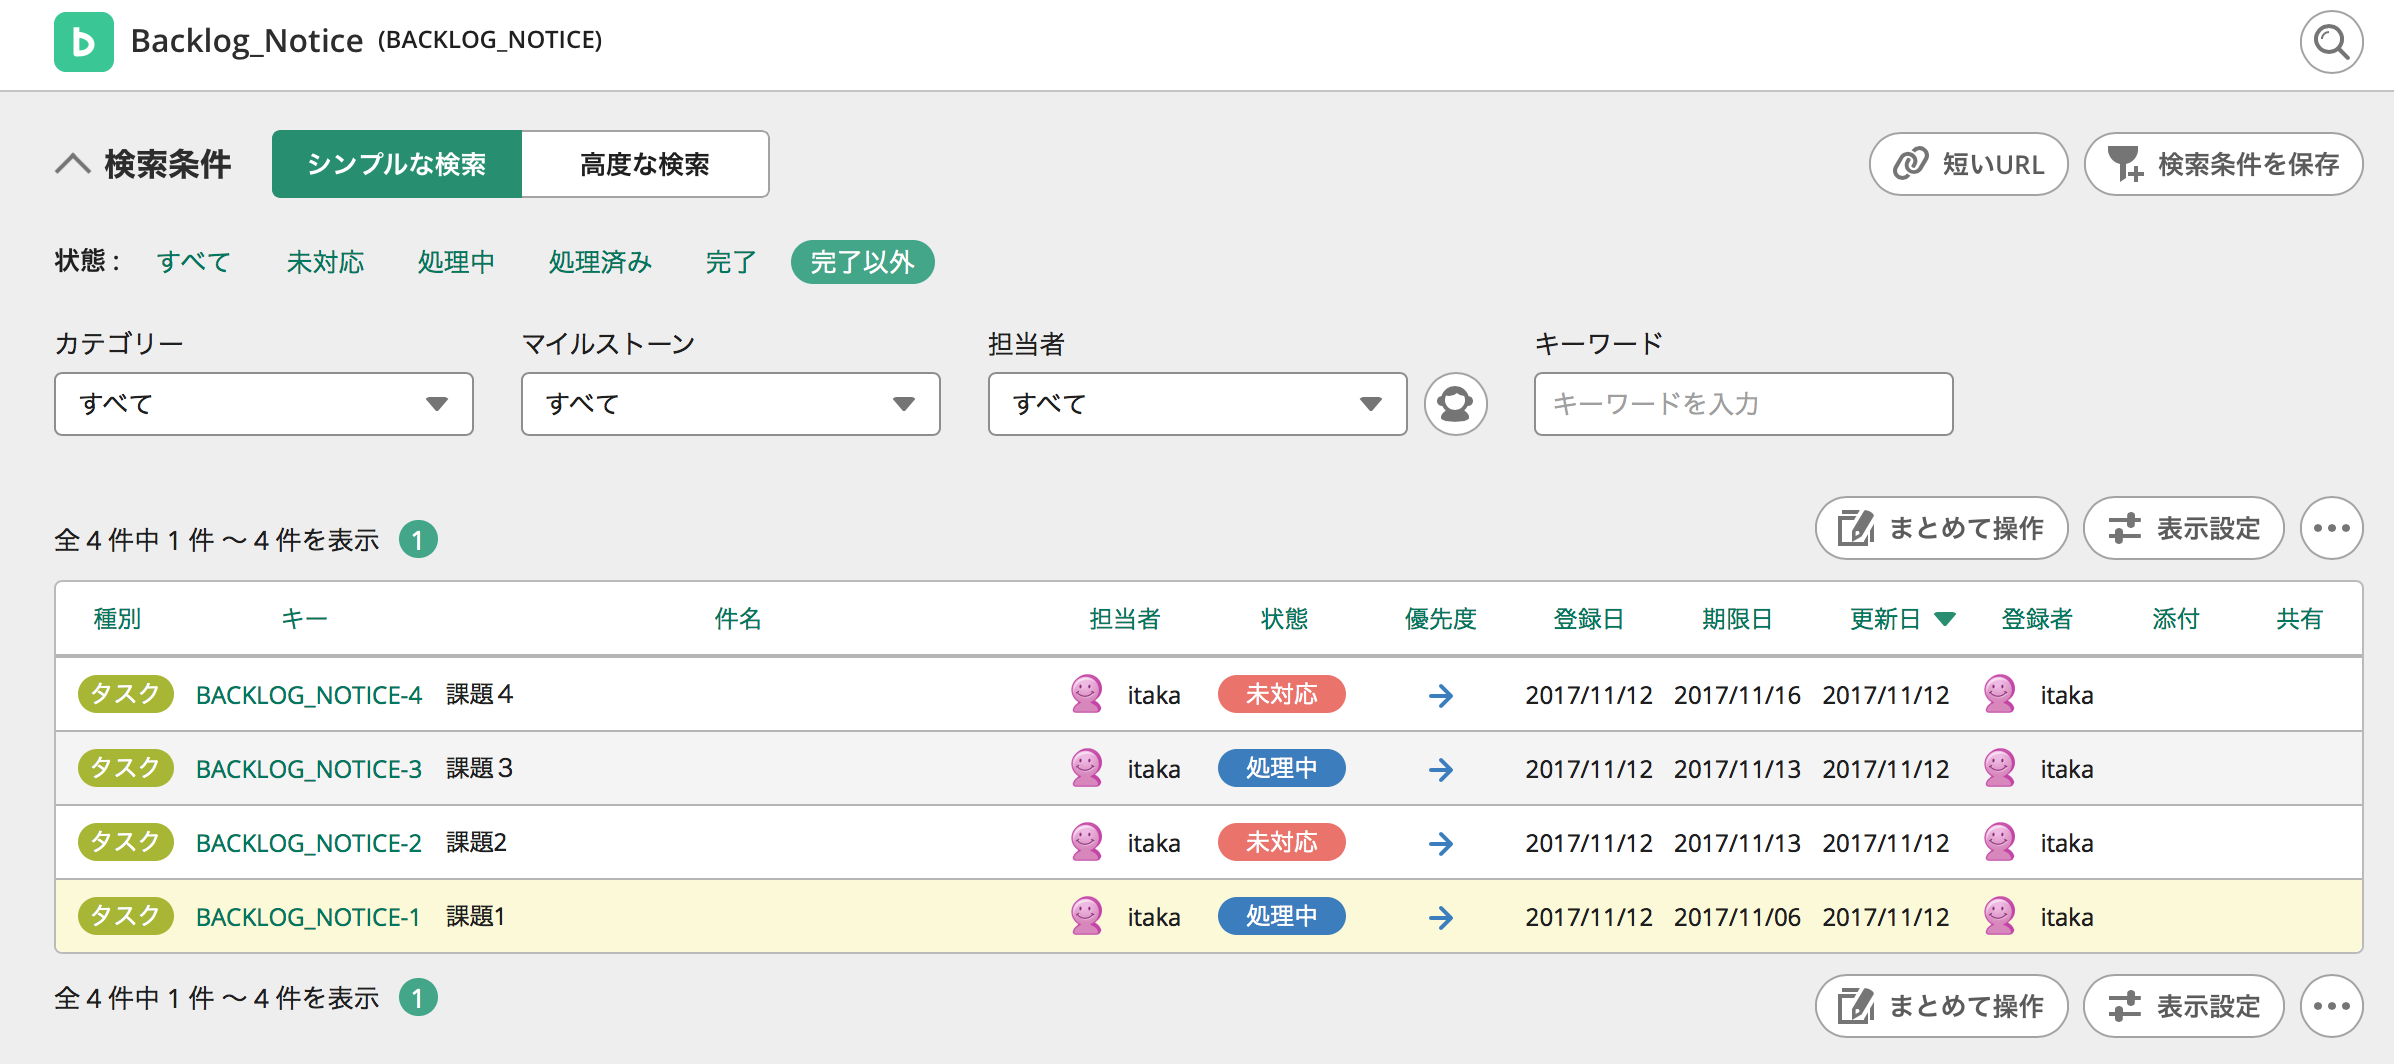 b Backlog_Notice (BACKLOG_NOTICE)
検索条件 シンプルな検索 高度な検索 短いURL 検索条件を保存
状態 : すべて 未対応 処理中 処理済み 完了 完了以外
カテゴリー マイルストーン 担当者 キーワード
すべて すべて すべて キーワードを入力
全 4 件中 1 件 〜 4 件を表示 1 まとめて操作 表示設定
種別 キー 件名 担当者 状態 優先度 登録日 期限日 更新日 登録者 添付 共有
タスク BACKLOG_NOTICE-4 課題４ itaka 未対応 2017/11/12 2017/11/16 2017/11/12 itaka
タスク BACKLOG_NOTICE-3 課題３ itaka 処理中 2017/11/12 2017/11/13 2017/11/12 itaka
タスク BACKLOG_NOTICE-2 課題2 itaka 未対応 2017/11/12 2017/11/13 2017/11/12 itaka
タスク BACKLOG_NOTICE-1 課題1 itaka 処理中 2017/11/12 2017/11/06 2017/11/12 itaka
全 4 件中 1 件 〜 4 件を表示 1 まとめて操作 表示設定